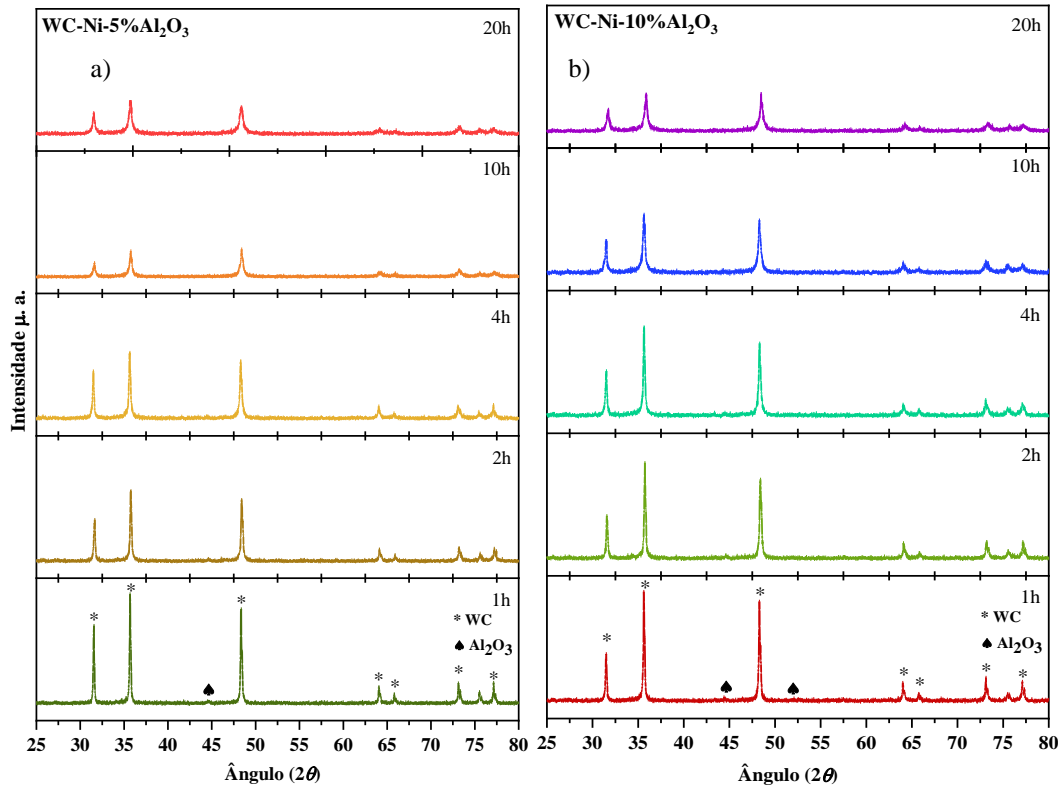 WC-Ni-5%Al₂O₃
20h
a)
10h
4h
2h
1h
* WC
♠ Al₂O₃
* * * ♠ * * * *
25 30 35 40 45 50 55 60 65 70 75 80
Ângulo (2θ)
Intensidade µ. a.
WC-Ni-10%Al₂O₃
20h
b)
10h
4h
2h
1h
* WC
♠ Al₂O₃
* * ♠ * ♠ * * * *
25 30 35 40 45 50 55 60 65 70 75 80
Ângulo (2θ)